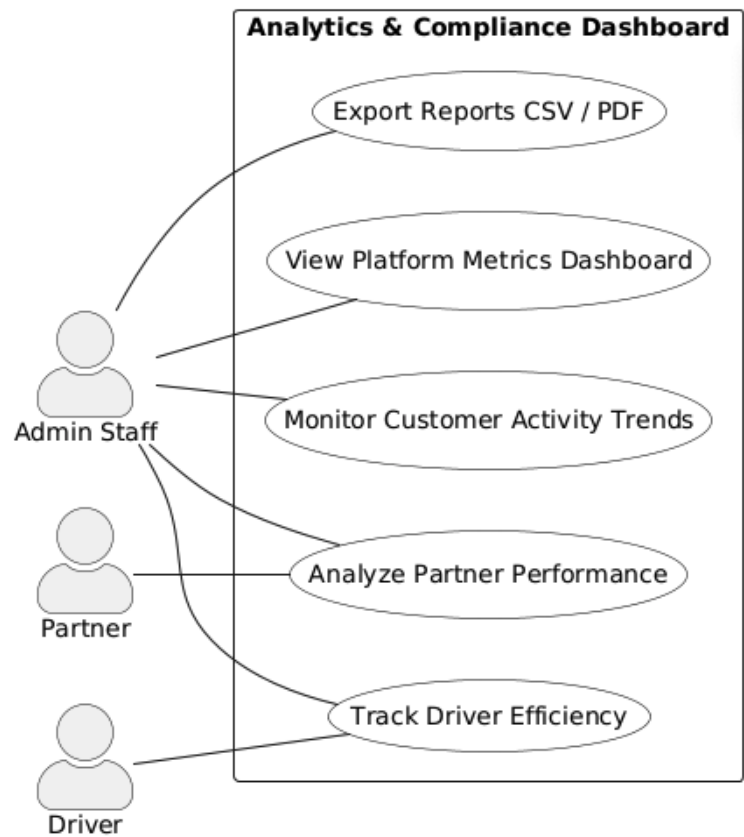 Analytics & Compliance Dashboard
Export Reports CSV / PDF
View Platform Metrics Dashboard
Monitor Customer Activity Trends
Admin Staff
Analyze Partner Performance
Partner
Track Driver Efficiency
Driver